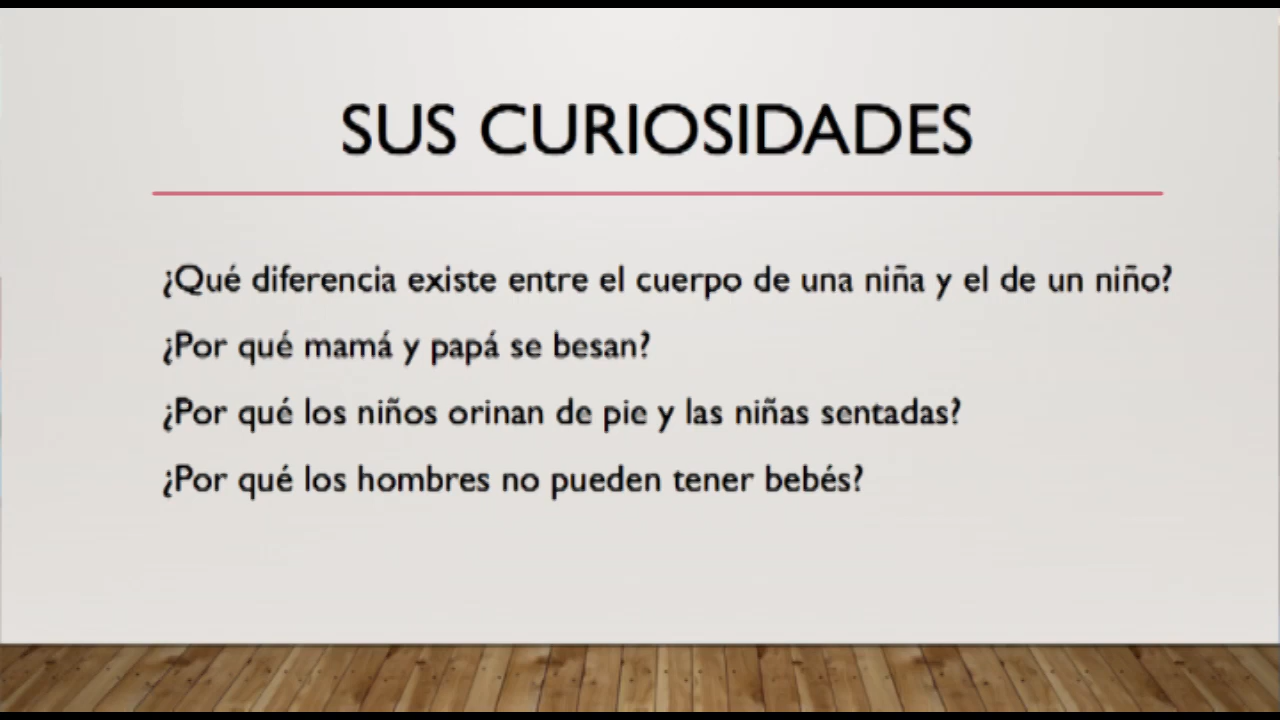 SUS CURIOSIDADES
¿Qué diferencia existe entre el cuerpo de una niña y el de un niño?
¿Por qué mamá y papá se besan?
¿Por qué los niños orinan de pie y las niñas sentadas?
¿Por qué los hombres no pueden tener bebés?